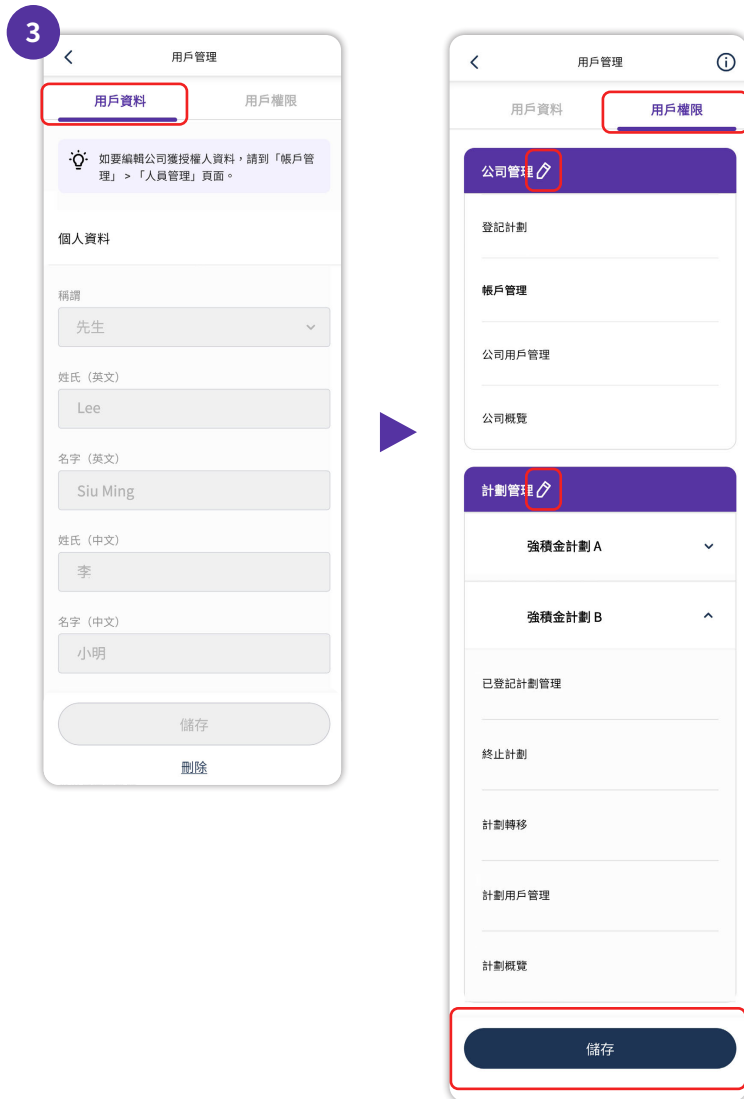 3
用戶管理
用戶資料
用戶權限
如要編輯公司獲授權人資料，請到「帳戶管
理」 > 「人員管理」頁面。
個人資料
稱謂
先生
姓氏（英文）
Lee
名字（英文）
Siu Ming
姓氏（中文）
李
名字（中文）
小明
儲存
刪除
用戶管理
用戶資料
用戶權限
公司管理
登記計劃
帳戶管理
公司用戶管理
公司概覽
計劃管理
強積金計劃 A
強積金計劃 B
已登記計劃管理
終止計劃
計劃轉移
計劃用戶管理
計劃概覽
儲存